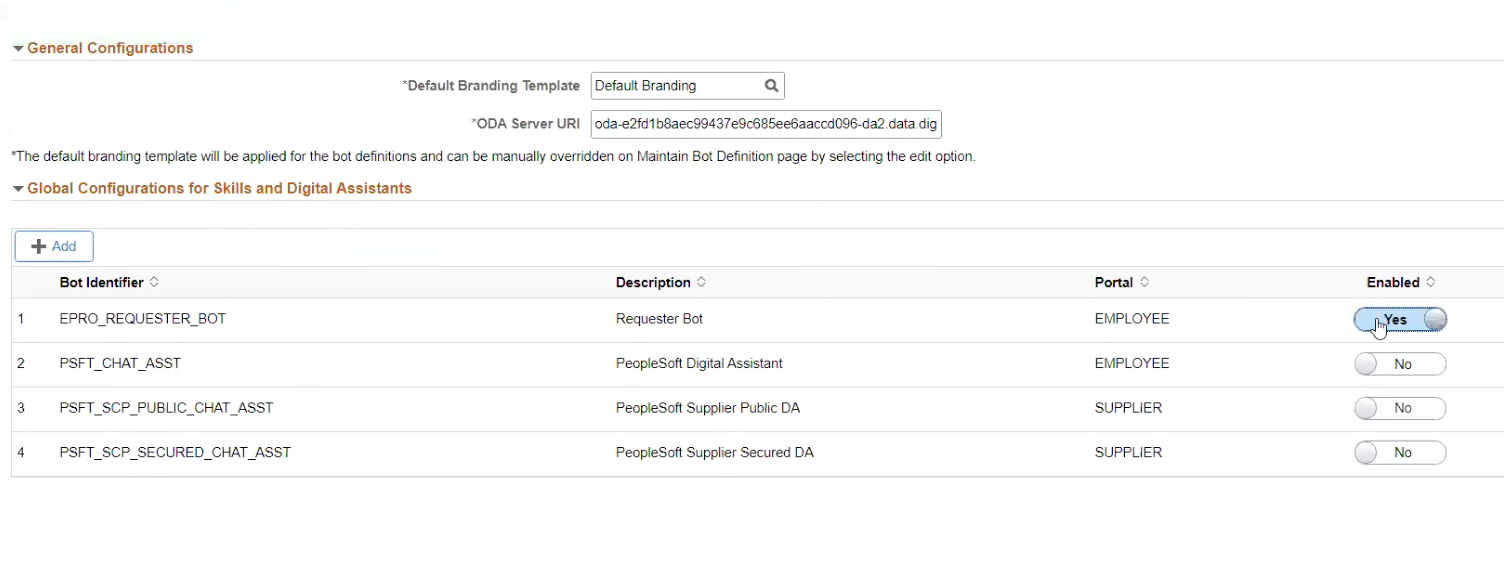 General Configurations
*Default Branding Template Default Branding
*ODA Server URI oda-e2fd1b8aec99437e9c685ee6aaccd096-da2.data.dig
*The default branding template will be applied for the bot definitions and can be manually overridden on Maintain Bot Definition page by selecting the edit option.
Global Configurations for Skills and Digital Assistants
Add
Bot Identifier Description Portal Enabled
1 EPRO_REQUESTER_BOT Requester Bot EMPLOYEE Yes
2 PSFT_CHAT_ASST PeopleSoft Digital Assistant EMPLOYEE No
3 PSFT_SCP_PUBLIC_CHAT_ASST PeopleSoft Supplier Public DA SUPPLIER No
4 PSFT_SCP_SECURED_CHAT_ASST PeopleSoft Supplier Secured DA SUPPLIER No